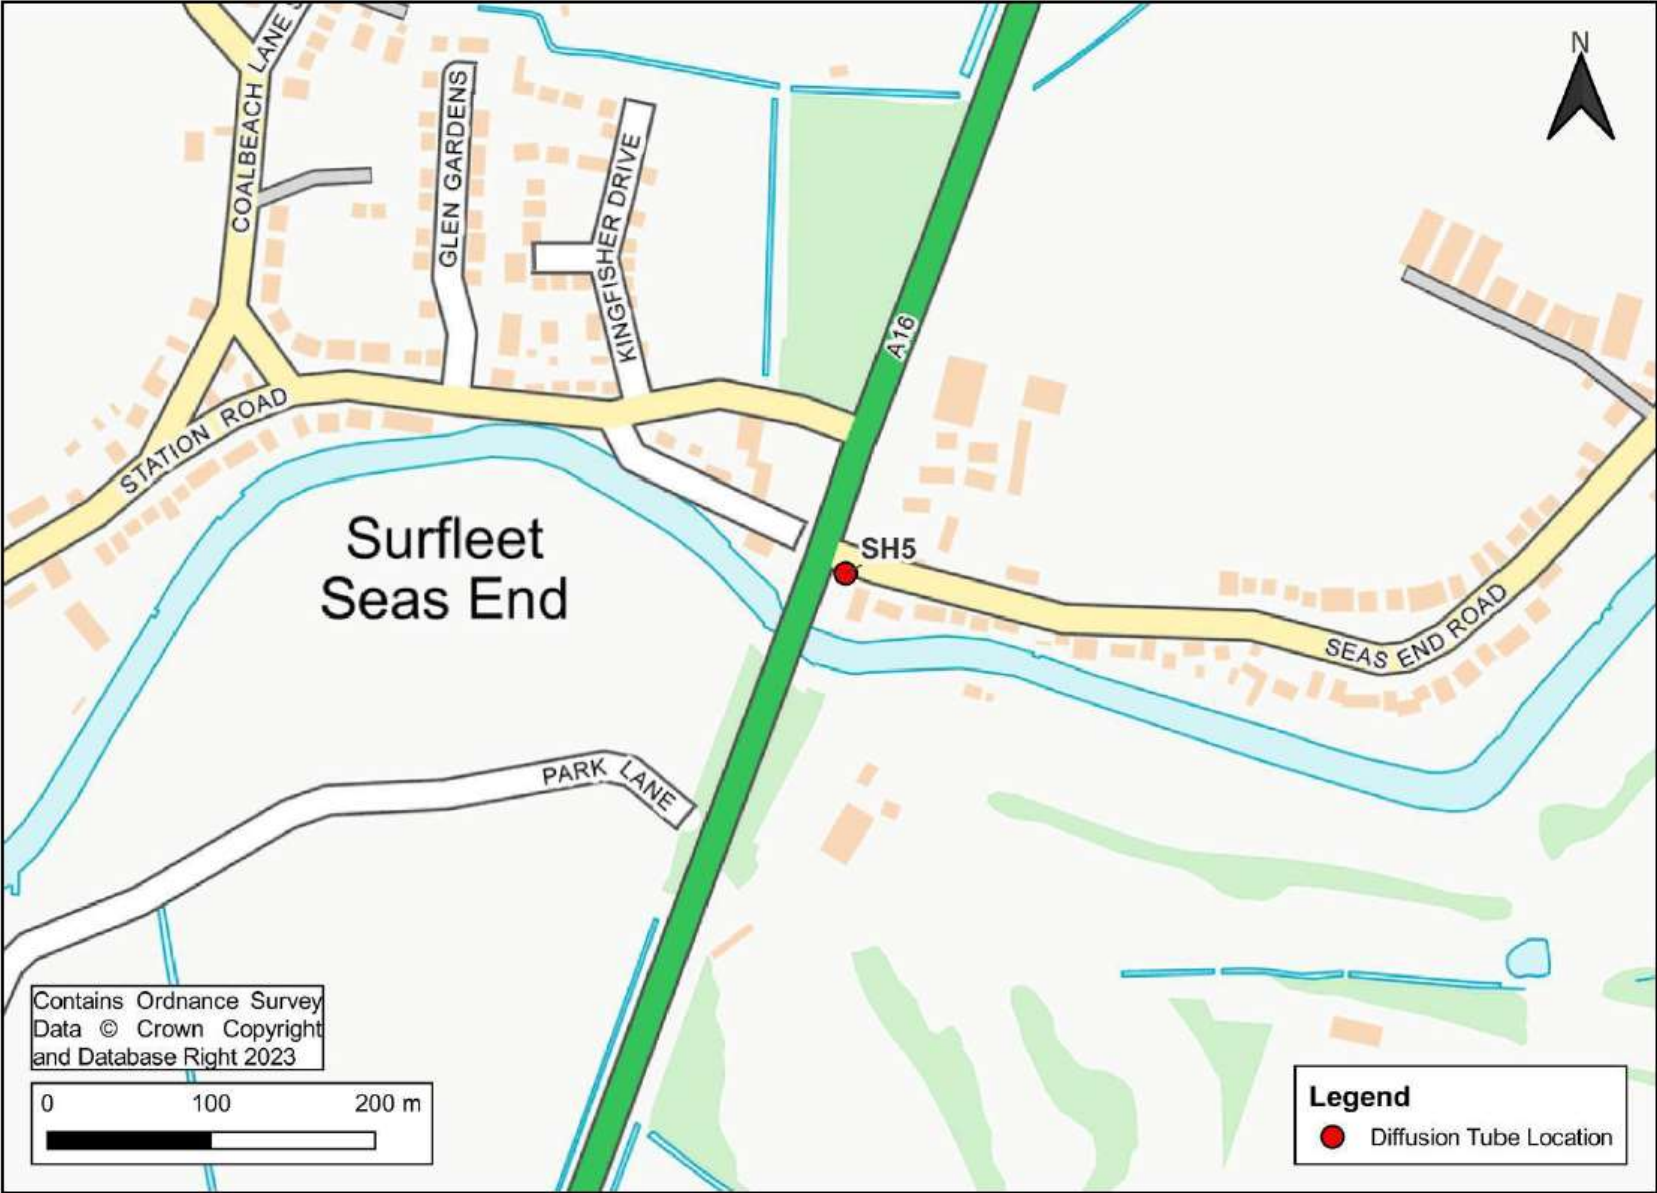 COALBEACH LANE S
GLEN GARDENS
KINGFISHER DRIVE
N
A16
STATION ROAD
Surfleet
Seas End
SH5
SEAS END ROAD
PARK LANE
Contains Ordnance Survey
Data © Crown Copyright
and Database Right 2023
0 100 200 m
Legend
Diffusion Tube Location